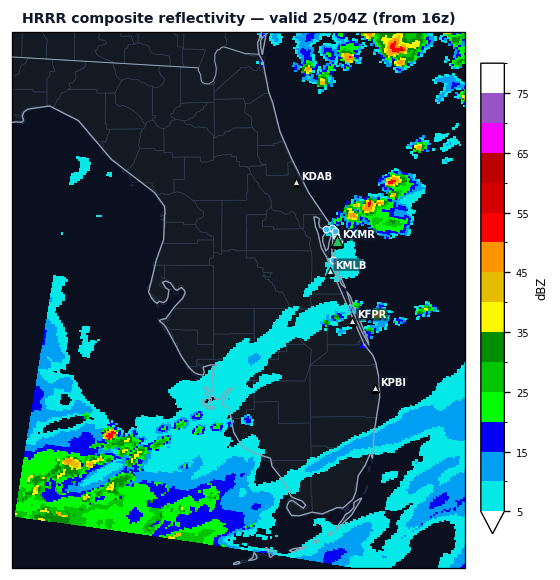 HRRR composite reflectivity — valid 25/04Z (from 16z)
75
65
55
45
35
25
15
5
dBZ
KDAB
KXMR
KMLB
KFPR
KPBI